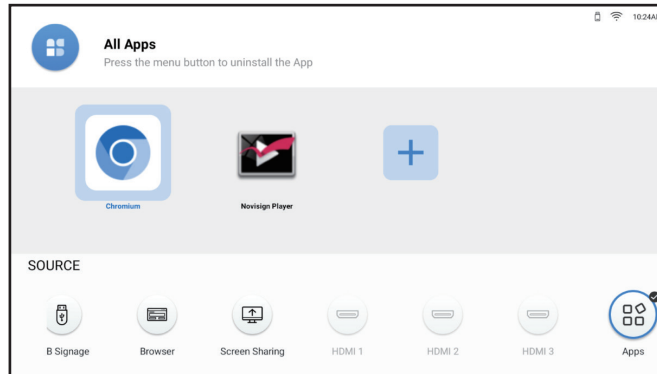 10:24A
All Apps
Press the menu button to uninstall the App
Chromium
Novisign Player
SOURCE
B Signage
Browser
Screen Sharing
HDMI 1
HDMI 2
HDMI 3
Apps